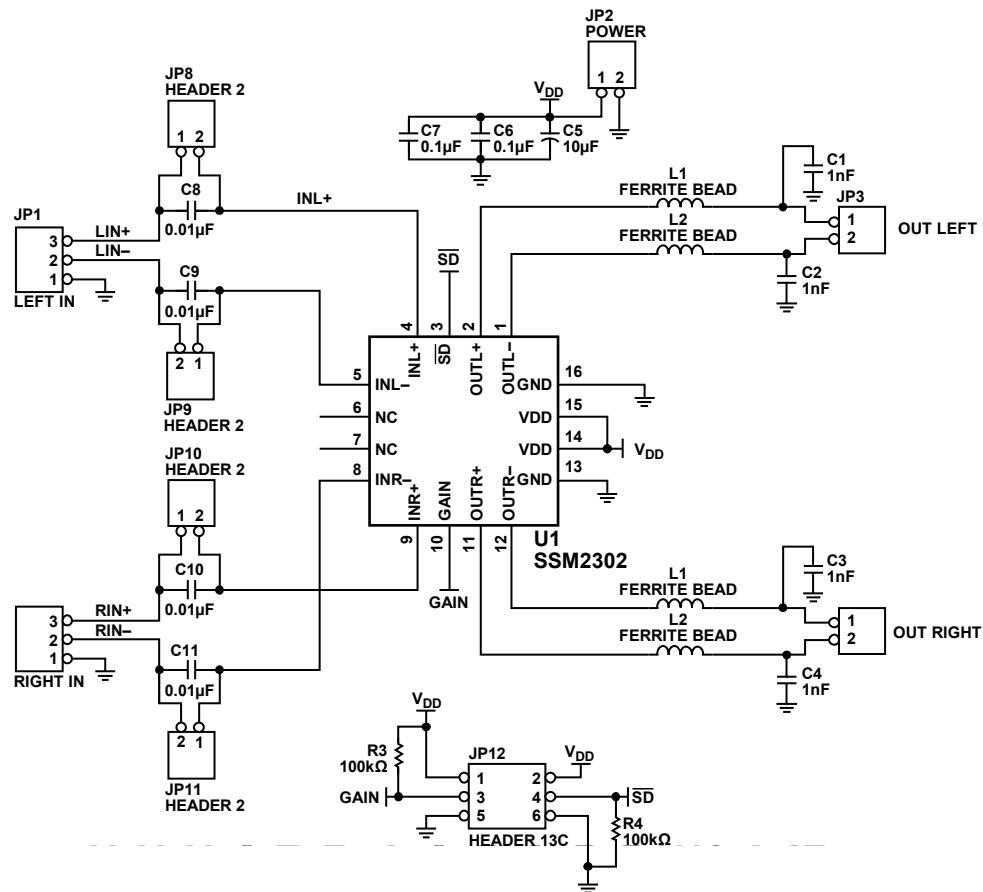 JP2
POWER
1 2
JP8
HEADER 2
1 2
V_DD
C7
0.1µF
C6
0.1µF
C5
10µF
C8
0.01µF
INL+
L1
FERRITE BEAD
C1
1nF
JP3
1
2
OUT LEFT
L2
FERRITE BEAD
C2
1nF
JP1
3
2
1
LIN+
LIN–
LEFT IN
C9
0.01µF
2 1
JP9
HEADER 2
S̅D̅
4
3
2
1
INL+
S̅D̅
OUTL+
OUTL–
5
INL–
6
NC
7
NC
8
INR–
16
GND
15
VDD
14
VDD
13
GND
V_DD
INR+
GAIN
OUTR+
OUTR–
9
10
11
12
U1
SSM2302
GAIN
JP10
HEADER 2
1 2
C10
0.01µF
3
2
1
RIN+
RIN–
RIGHT IN
C11
0.01µF
2 1
JP11
HEADER 2
L1
FERRITE BEAD
C3
1nF
1
2
OUT RIGHT
L2
FERRITE BEAD
C4
1nF
V_DD
R3
100kΩ
GAIN
JP12
1
3
5
2
4
6
HEADER 13C
V_DD
S̅D̅
R4
100kΩ